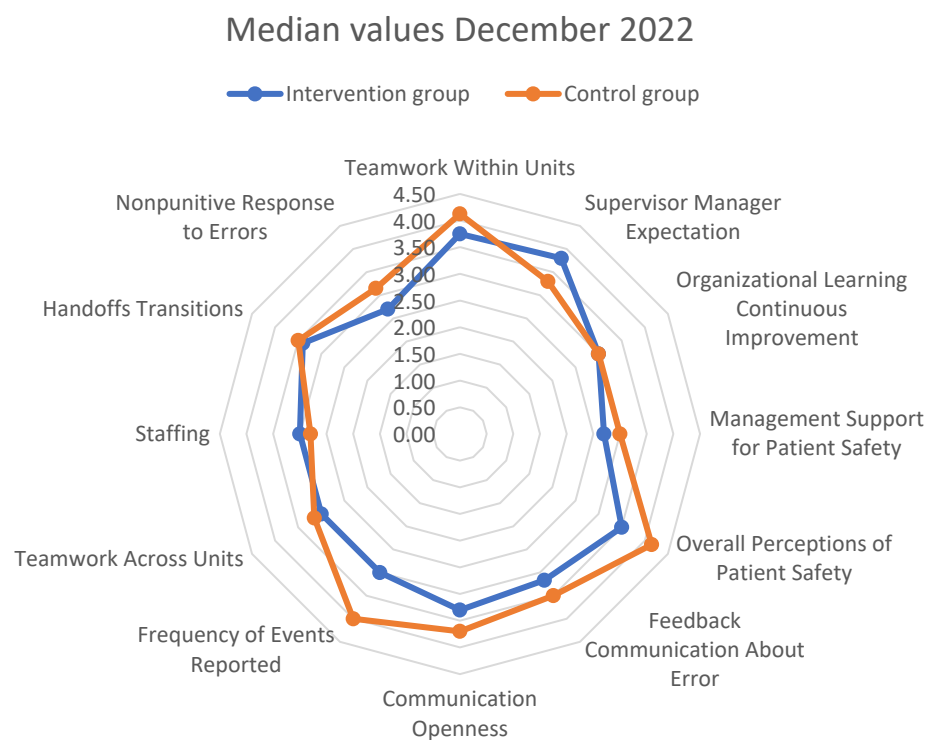 Median values December 2022
Intervention group
Control group
Teamwork Within Units
Supervisor Manager
Expectation
Organizational Learning
Continuous
Improvement
Management Support
for Patient Safety
Overall Perceptions of
Patient Safety
Feedback
Communication About
Error
Communication
Openness
Frequency of Events
Reported
Teamwork Across Units
Staffing
Handoffs Transitions
Nonpunitive Response
to Errors
4.50
4.00
3.50
3.00
2.50
2.00
1.50
1.00
0.50
0.00